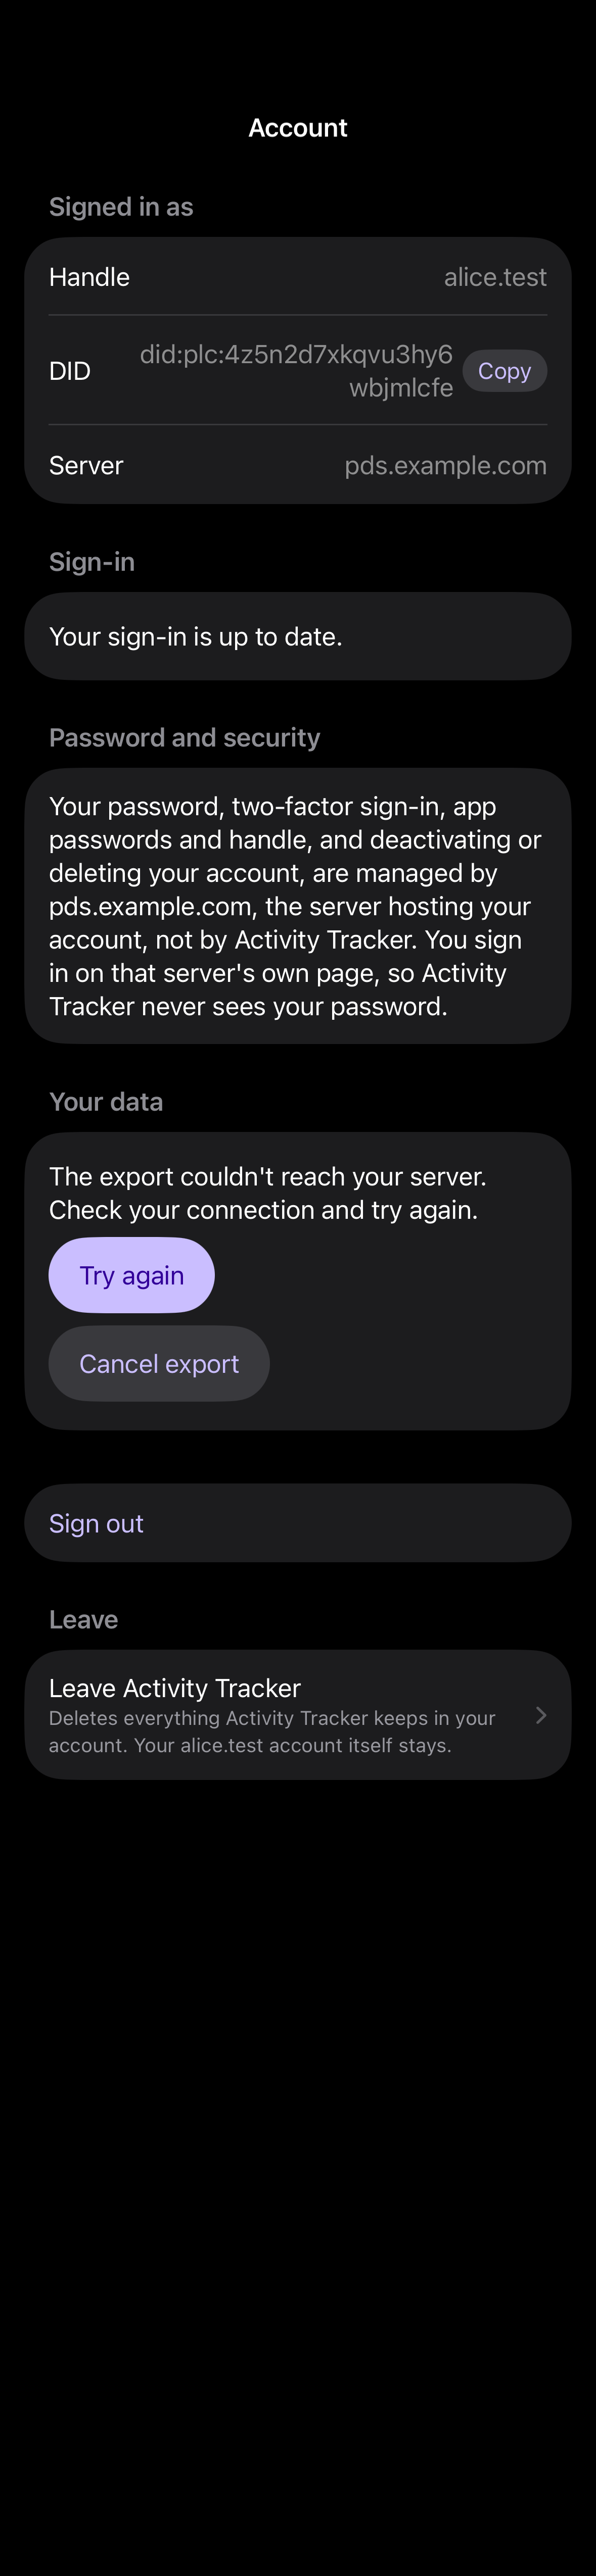 Account
Signed in as
Handle
alice.test
DID
did:plc:4z5n2d7xkqvu3hy6
wbjmlcfe
Copy
Server
pds.example.com
Sign-in
Your sign-in is up to date.
Password and security
Your password, two-factor sign-in, app
passwords and handle, and deactivating or
deleting your account, are managed by
pds.example.com, the server hosting your
account, not by Activity Tracker. You sign
in on that server's own page, so Activity
Tracker never sees your password.
Your data
The export couldn't reach your server.
Check your connection and try again.
Try again
Cancel export
Sign out
Leave
Leave Activity Tracker
Deletes everything Activity Tracker keeps in your
account. Your alice.test account itself stays.